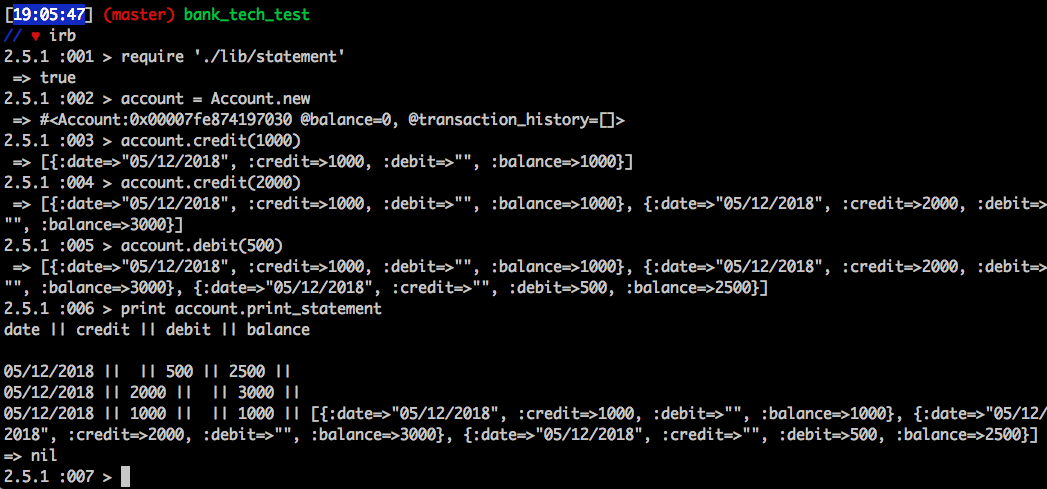 [19:05:47] (master) bank_tech_test
// ♥ irb
2.5.1 :001 > require './lib/statement'
 => true
2.5.1 :002 > account = Account.new
 => #<Account:0x00007fe874197030 @balance=0, @transaction_history=[]>
2.5.1 :003 > account.credit(1000)
 => [{:date=>"05/12/2018", :credit=>1000, :debit=>"", :balance=>1000}]
2.5.1 :004 > account.credit(2000)
 => [{:date=>"05/12/2018", :credit=>1000, :debit=>"", :balance=>1000}, {:date=>"05/12/2018", :credit=>2000, :debit=>
"", :balance=>3000}]
2.5.1 :005 > account.debit(500)
 => [{:date=>"05/12/2018", :credit=>1000, :debit=>"", :balance=>1000}, {:date=>"05/12/2018", :credit=>2000, :debit=>
"", :balance=>3000}, {:date=>"05/12/2018", :credit=>"", :debit=>500, :balance=>2500}]
2.5.1 :006 > print account.print_statement
date || credit || debit || balance
05/12/2018 ||  || 500 || 2500 ||
05/12/2018 || 2000 ||  || 3000 ||
05/12/2018 || 1000 ||  || 1000 || [{:date=>"05/12/2018", :credit=>1000, :debit=>"", :balance=>1000}, {:date=>"05/12/
2018", :credit=>2000, :debit=>"", :balance=>3000}, {:date=>"05/12/2018", :credit=>"", :debit=>500, :balance=>2500}]
=> nil
2.5.1 :007 >